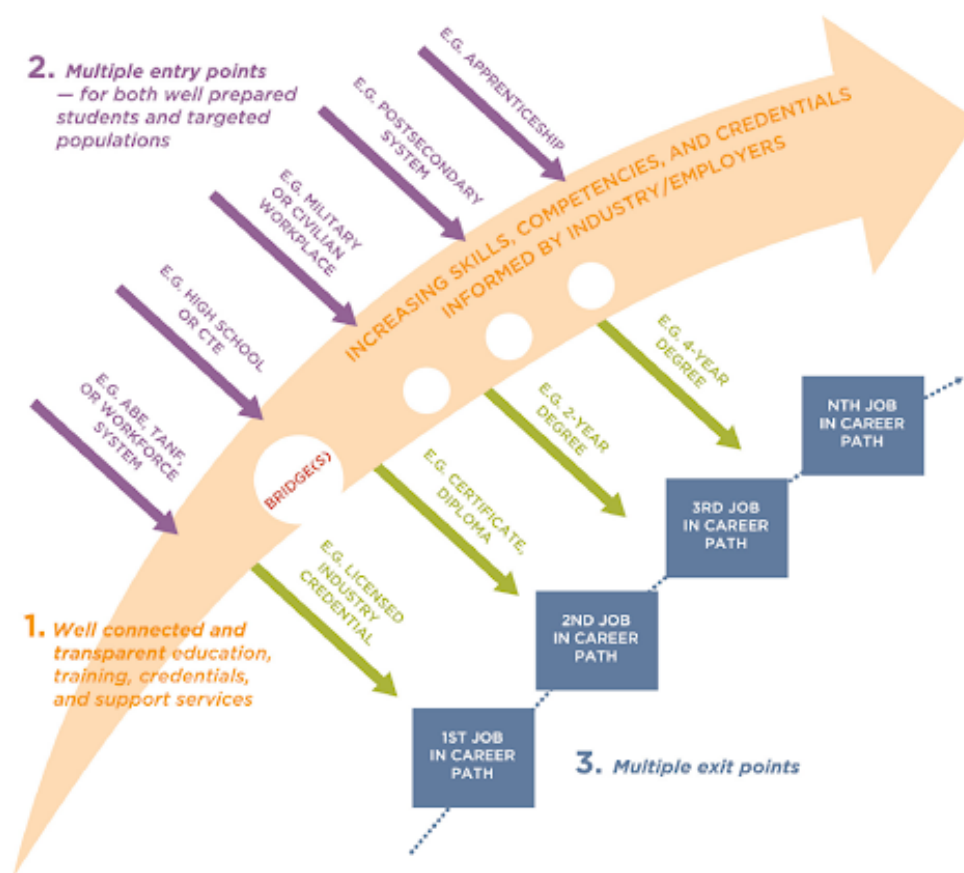 2. Multiple entry points
— for both well prepared
students and targeted
populations
E.G. APPRENTICESHIP
E.G. POSTSECONDARY
SYSTEM
E.G. MILITARY
OR CIVILIAN
WORKPLACE
E.G. HIGH SCHOOL
OR CTE
E.G. ABE, TANF,
OR WORKFORCE
SYSTEM
INCREASING SKILLS, COMPETENCIES, AND CREDENTIALS
INFORMED BY INDUSTRY/EMPLOYERS
BRIDGE(S)
E.G. 4-YEAR
DEGREE
E.G. 2-YEAR
DEGREE
E.G. CERTIFICATE,
DIPLOMA
E.G. LICENSED
INDUSTRY
CREDENTIAL
NTH JOB
IN CAREER
PATH
3RD JOB
IN CAREER
PATH
2ND JOB
IN CAREER
PATH
1ST JOB
IN CAREER
PATH
1. Well connected and
transparent education,
training, credentials,
and support services
3. Multiple exit points